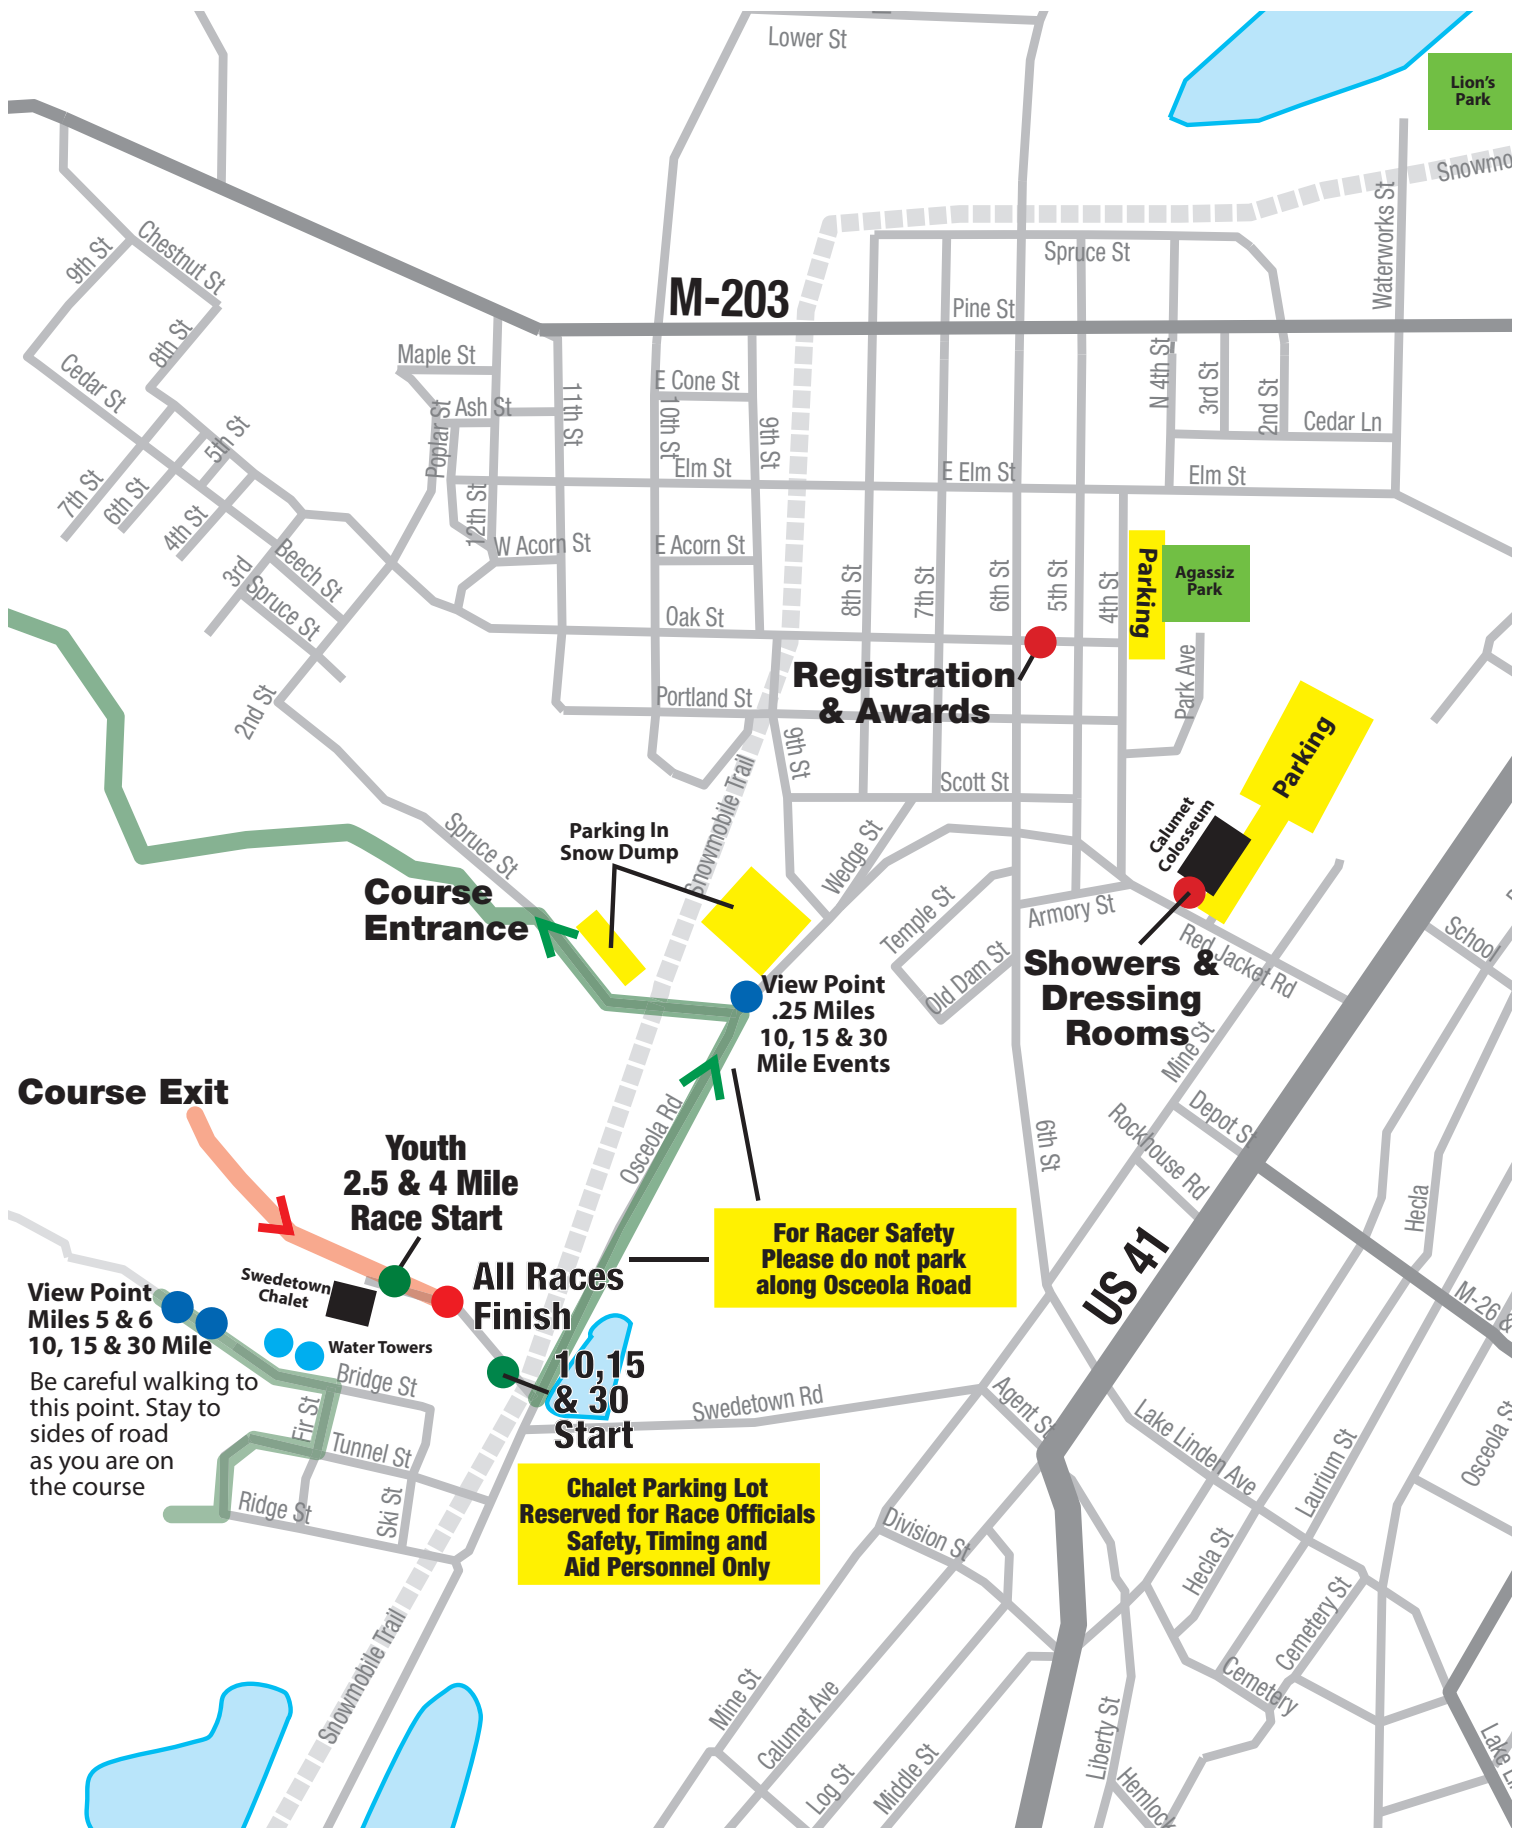 Lower St
Lion's
Park
Snowmo
Waterworks St
9th St
Chestnut St
Spruce St
M-203
Pine St
8th St
Maple St
E Cone St
N 4th St
3rd St
2nd St
Cedar St
Ash St
11th St
10th St
9th St
Cedar Ln
5th St
Poplar St
Elm St
E Elm St
Elm St
7th St
6th St
4th St
12th St
W Acorn St
E Acorn St
Parking
Agassiz
Park
3rd
Beech St
Spruce St
8th St
7th St
6th St
5th St
4th St
Oak St
Registration
& Awards
Park Ave
2nd St
Portland St
9th St
Snowmobile Trail
Scott St
Parking
Calumet
Colosseum
Spruce St
Parking In
Snow Dump
Wedge St
Course
Entrance
Temple St
Armory St
School
Old Dam St
Red Jacket Rd
Showers &
Dressing
Rooms
View Point
.25 Miles
10, 15 & 30
Mile Events
Mine St
Course Exit
Osceola Rd
Depot St
Rockhouse Rd
6th St
Youth
2.5 & 4 Mile
Race Start
Hecla
For Racer Safety
Please do not park
along Osceola Road
US 41
M-26 &
Swedetown
Chalet
All Races
Finish
View Point
Miles 5 & 6
10, 15 & 30 Mile
Water Towers
Be careful walking to
this point. Stay to
sides of road
as you are on
the course
Bridge St
Fir St
Tunnel St
Ridge St
Ski St
10,15
& 30
Start
Swedetown Rd
Agent St
Lake Linden Ave
Laurium St
Osceola St
Chalet Parking Lot
Reserved for Race Officials
Safety, Timing and
Aid Personnel Only
Division St
Hecla St
Cemetery St
Cemetery
Snowmobile Trail
Mine St
Calumet Ave
Log St
Middle St
Liberty St
Hemlock
Lake Li